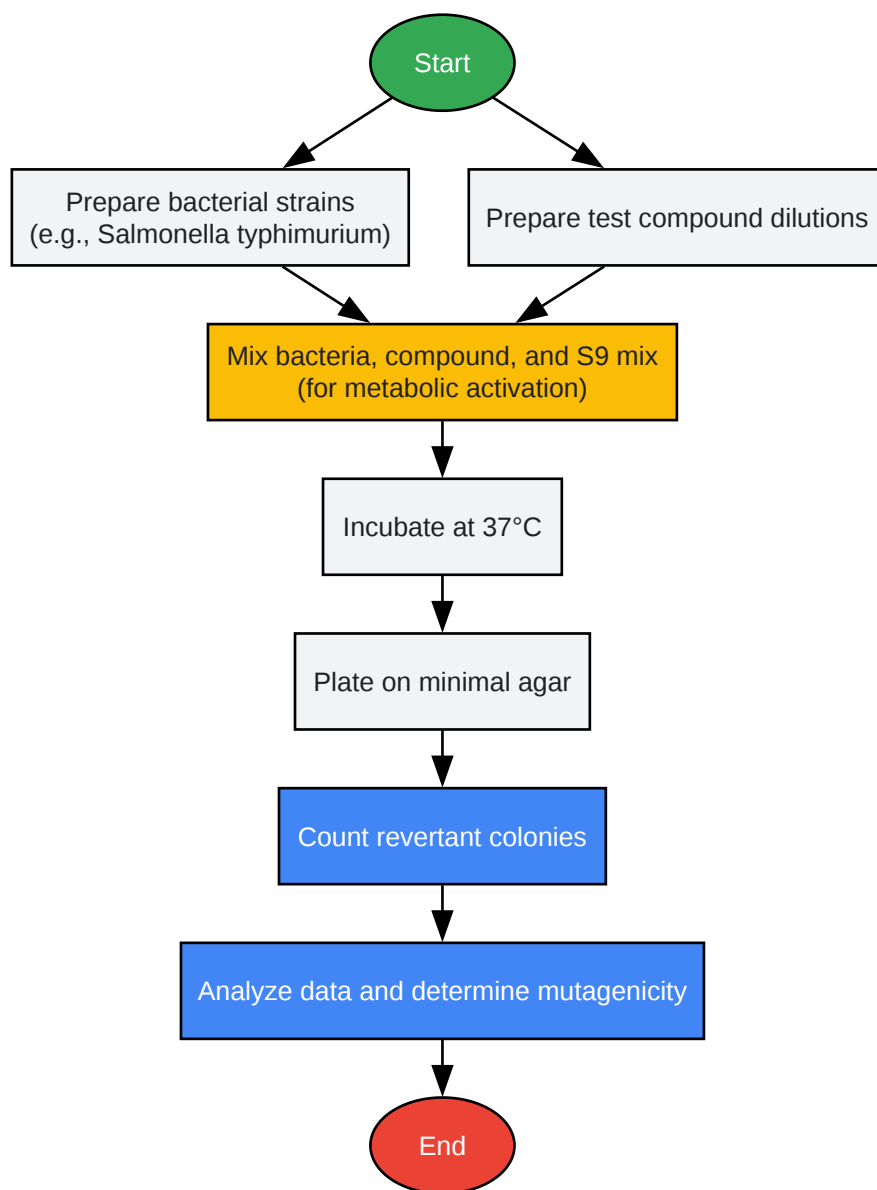 Start
Prepare bacterial strains
(e.g., Salmonella typhimurium)
Prepare test compound dilutions
Mix bacteria, compound, and S9 mix
(for metabolic activation)
Incubate at 37°C
Plate on minimal agar
Count revertant colonies
Analyze data and determine mutagenicity
End